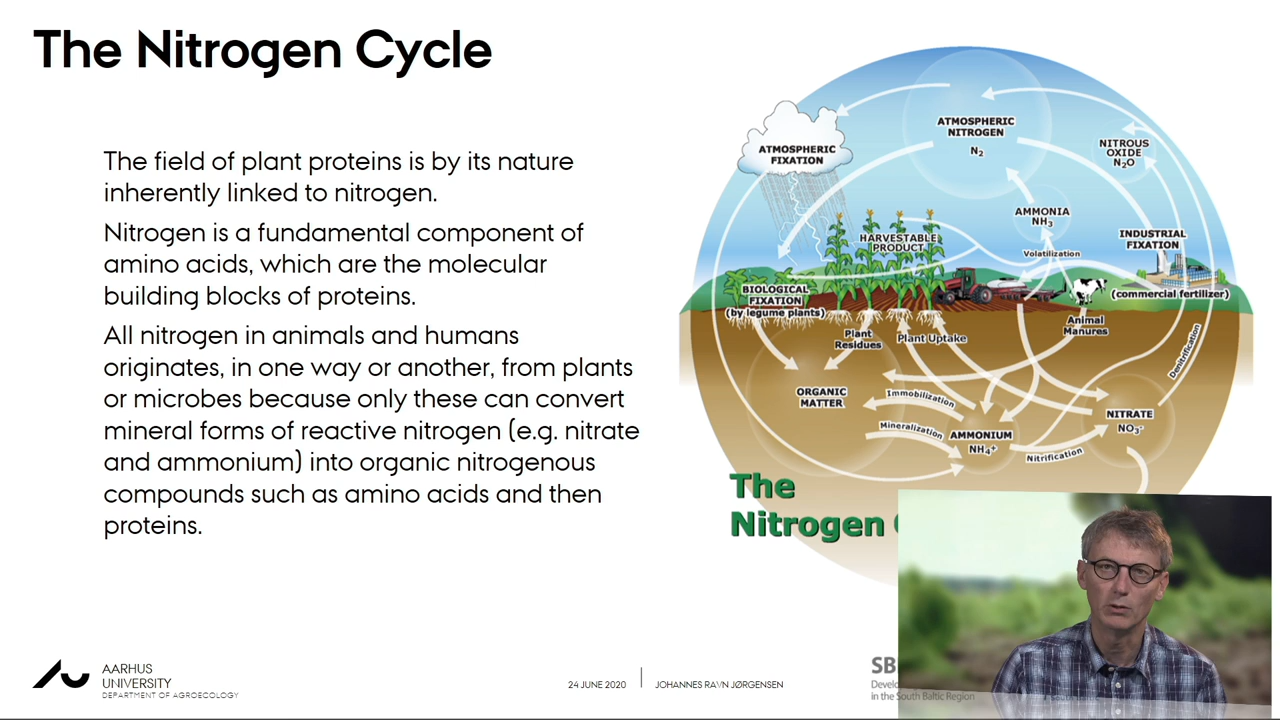 The Nitrogen Cycle
The field of plant proteins is by its nature
inherently linked to nitrogen.
Nitrogen is a fundamental component of
amino acids, which are the molecular
building blocks of proteins.
All nitrogen in animals and humans
originates, in one way or another, from plants
or microbes because only these can convert
mineral forms of reactive nitrogen (e.g. nitrate
and ammonium) into organic nitrogenous
compounds such as amino acids and then
proteins.
ATMOSPHERIC
NITROGEN
N₂
ATMOSPHERIC
FIXATION
NITROUS
OXIDE
N₂O
AMMONIA
NH₃
HARVESTABLE
PRODUCT
INDUSTRIAL
FIXATION
Volatilization
BIOLOGICAL
FIXATION
(by legume plants)
(commercial fertilizer)
Plant
Residues
Plant Uptake
Animal
Manures
Denitrification
ORGANIC
MATTER
Immobilization
Mineralization
AMMONIUM
NH₄⁺
Nitrification
NITRATE
NO₃⁻
The
Nitrogen
AARHUS
UNIVERSITY
DEPARTMENT OF AGROECOLOGY
24 JUNE 2020
JOHANNES RAVN JØRGENSEN
SB
Develo
in the South Baltic Region